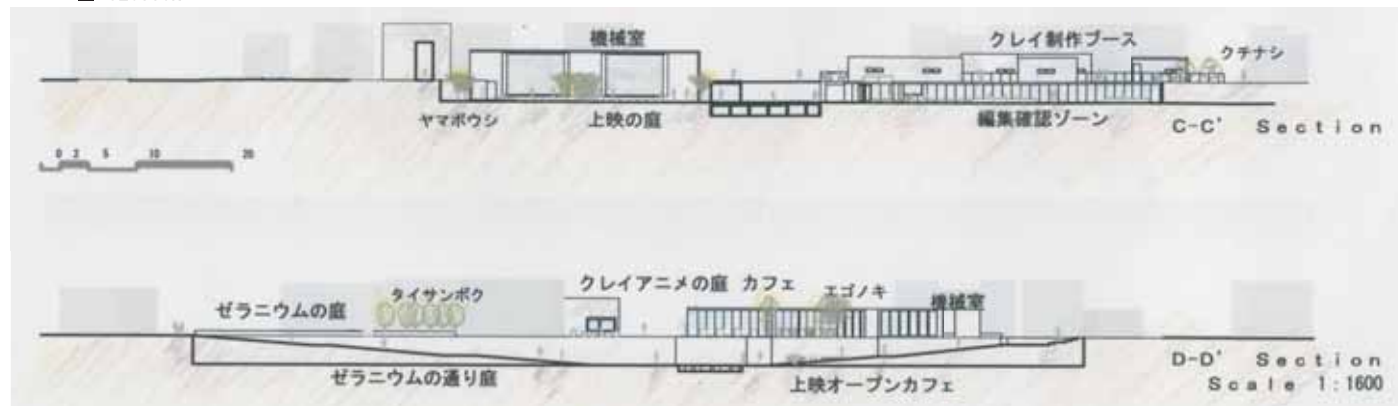 機械室
クレイ制作ブース
クチナシ
ヤマボウシ
上映の庭
編集確認ゾーン
C-C' Section
0 2 5 10 20
クレイアニメの庭 カフェ
エゴノキ
タイサンボク
ゼラニウムの庭
機械室
D-D' Section
ゼラニウムの通り庭
上映オープンカフェ
Scale 1:1600